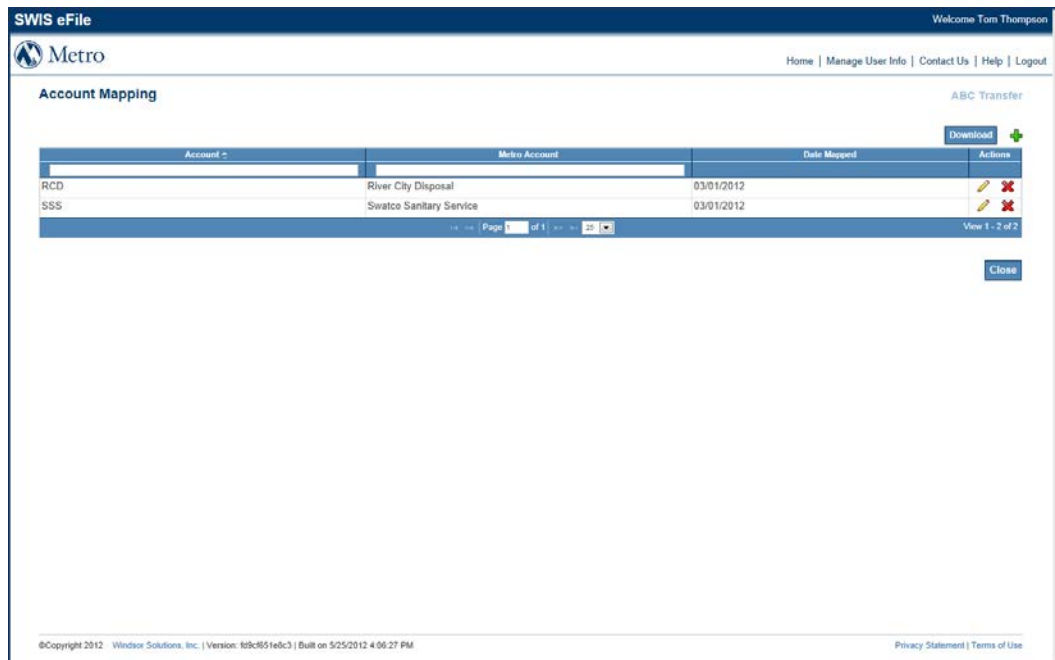 SWIS eFile Welcome Tom Thompson
Metro
Home | Manage User Info | Contact Us | Help | Logout
Account Mapping ABC Transfer
Download
Account Metro Account Date Mapped Actions
RCD River City Disposal 03/01/2012
SSS Swatco Sanitary Service 03/01/2012
Page 1 of 1 25 View 1 - 2 of 2
Close
©Copyright 2012 Windsor Solutions, Inc. | Version: fd9cf651e8c3 | Built on 5/25/2012 4:06:27 PM Privacy Statement | Terms of Use